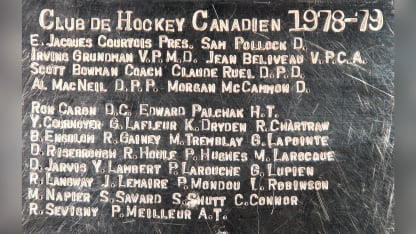 Club de Hockey Canadien 1978-79
E. Jacques Courtois Pres. Sam Pollock D.
Irving Grundman V.P.M.D. Jean Beliveau V.P.C.A.
Scott Bowman Coach Claude Ruel D.P.D.
Al MacNeil D.P.P. Morgan McCammon D.
Ron Caron D.C. Edward Palchak H.T.
Y. Cournoyer G. Lafleur K. Dryden R. Chartraw
B. Engblom R. Gainey M. Tremblay G. Lapointe
D. Risebrough R. Houle P. Hughes M. Larocque
D. Jarvis Y. Lambert P. Larouche G. Lupien
R. Langway J. Lemaire P. Mondou L. Robinson
M. Napier S. Savard S. Shutt C. Connor
R. Sevigny P. Meilleur A.T.